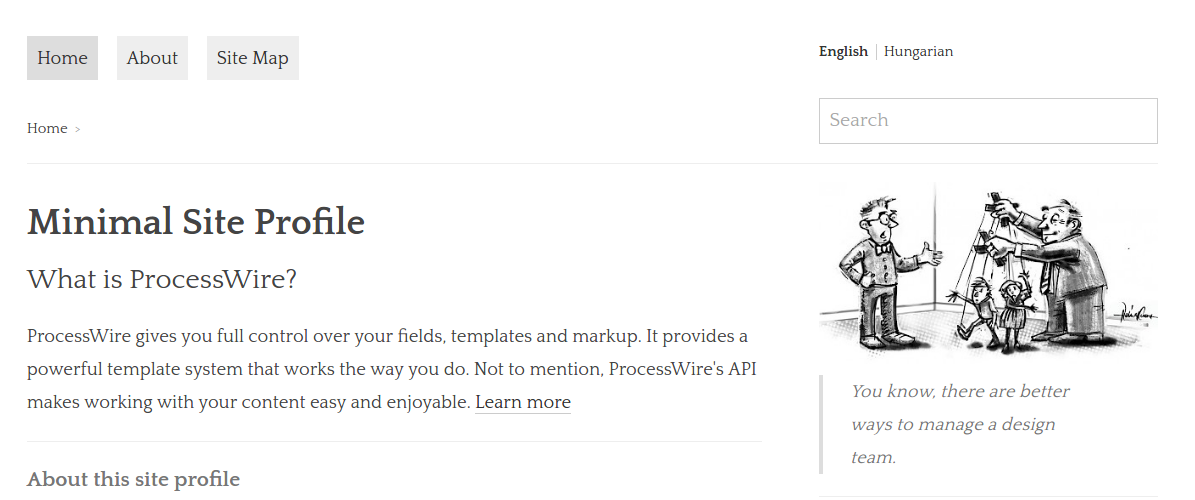 Home
About
Site Map
English
Hungarian
Home >
Search
Minimal Site Profile
What is ProcessWire?
ProcessWire gives you full control over your fields, templates and markup. It provides a
powerful template system that works the way you do. Not to mention, ProcessWire's API
makes working with your content easy and enjoyable. Learn more
About this site profile
You know, there are better
ways to manage a design
team.